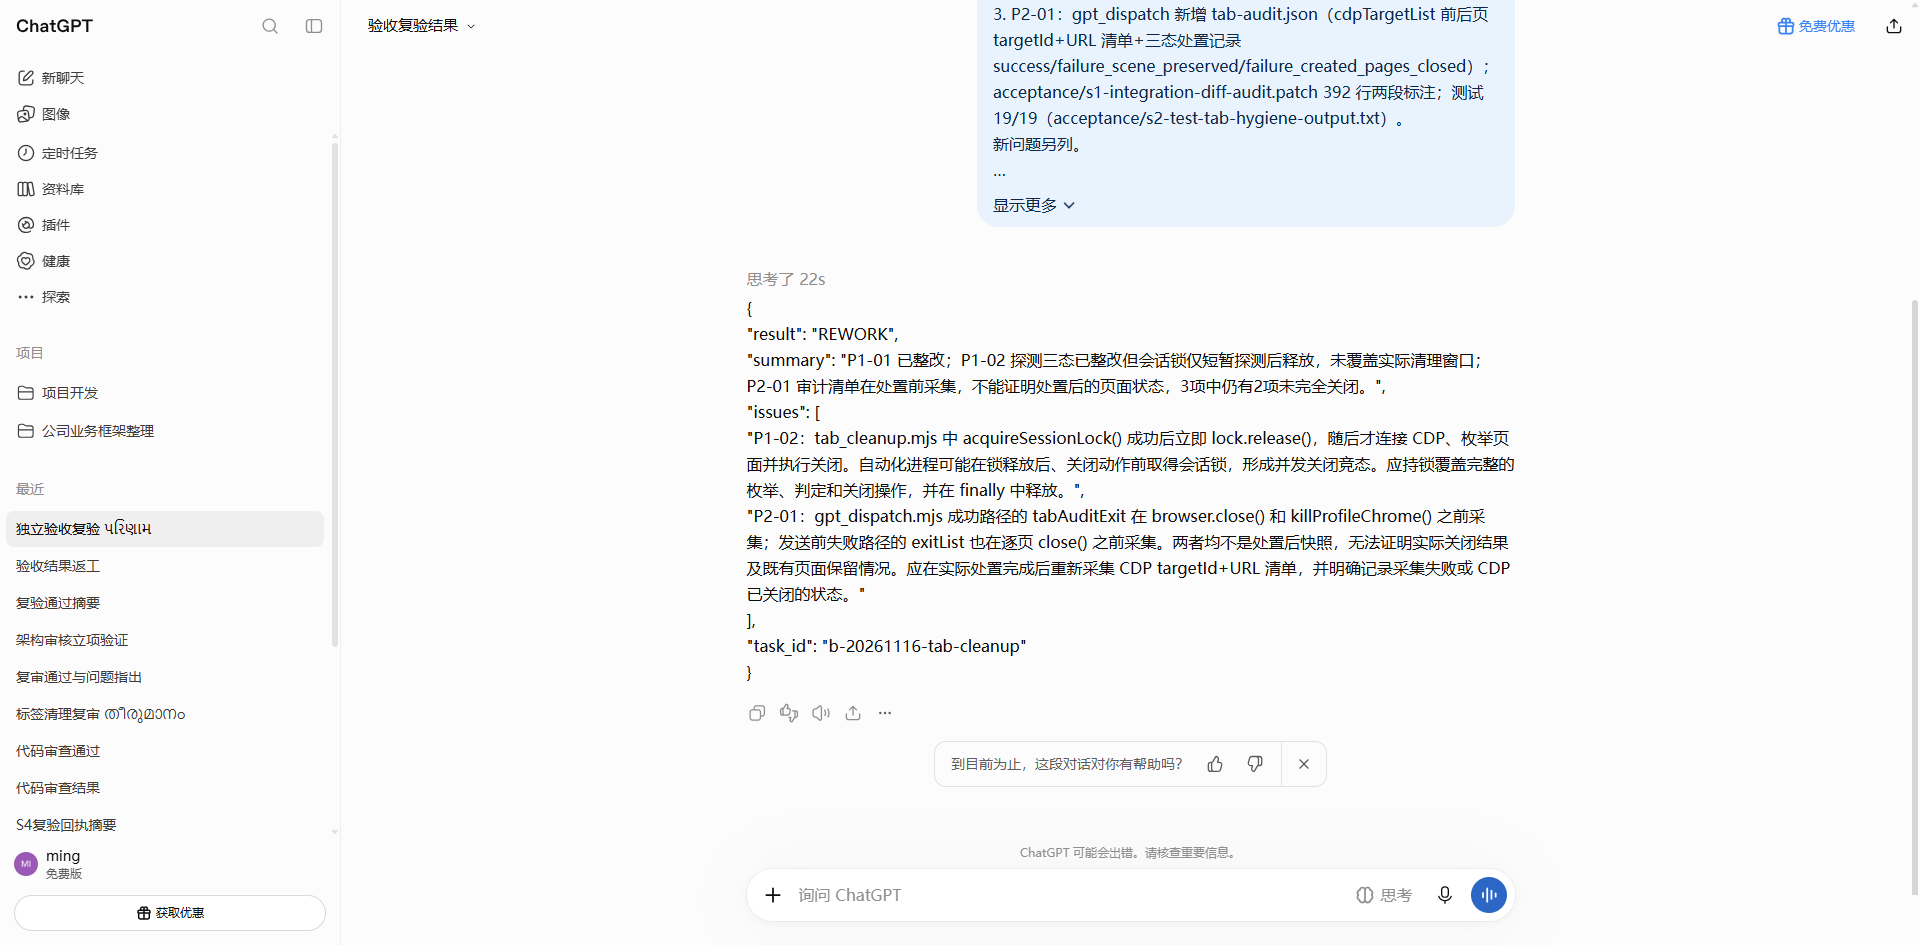 ChatGPT
新聊天
图像
定时任务
资料库
插件
健康
探索
项目
项目开发
公司业务框架整理
最近
独立验收复验 પરિણામ
验收结果返工
复验通过摘要
架构审核立项验证
复审通过与问题指出
标签清理复审 തീരുമാനം
代码审查通过
代码审查结果
S4复验回执摘要
MI
ming
免费版
获取优惠
验收复验结果
免费优惠
3. P2-01：gpt_dispatch 新增 tab-audit.json（cdpTargetList 前后页
targetId+URL 清单+三态处置记录
success/failure_scene_preserved/failure_created_pages_closed）；
acceptance/s1-integration-diff-audit.patch 392 行两段标注；测试
19/19（acceptance/s2-test-tab-hygiene-output.txt）。
新问题另列。
...
显示更多
思考了 22s
{
"result": "REWORK",
"summary": "P1-01 已整改；P1-02 探测三态已整改但会话锁仅短暂探测后释放，未覆盖实际清理窗口；
P2-01 审计清单在处置前采集，不能证明处置后的页面状态，3项中仍有2项未完全关闭。",
"issues": [
"P1-02：tab_cleanup.mjs 中 acquireSessionLock() 成功后立即 lock.release()，随后才连接 CDP、枚举页
面并执行关闭。自动化进程可能在锁释放后、关闭动作前取得会话锁，形成并发关闭竞态。应持锁覆盖完整的
枚举、判定和关闭操作，并在 finally 中释放。",
"P2-01：gpt_dispatch.mjs 成功路径的 tabAuditExit 在 browser.close() 和 killProfileChrome() 之前采
集；发送前失败路径的 exitList 也在逐页 close() 之前采集。两者均不是处置后快照，无法证明实际关闭结果
及既有页面保留情况。应在实际处置完成后重新采集 CDP targetId+URL 清单，并明确记录采集失败或 CDP
已关闭的状态。"
],
"task_id": "b-20261116-tab-cleanup"
}
到目前为止，这段对话对你有帮助吗？
ChatGPT 可能会出错。请核查重要信息。
询问 ChatGPT
思考